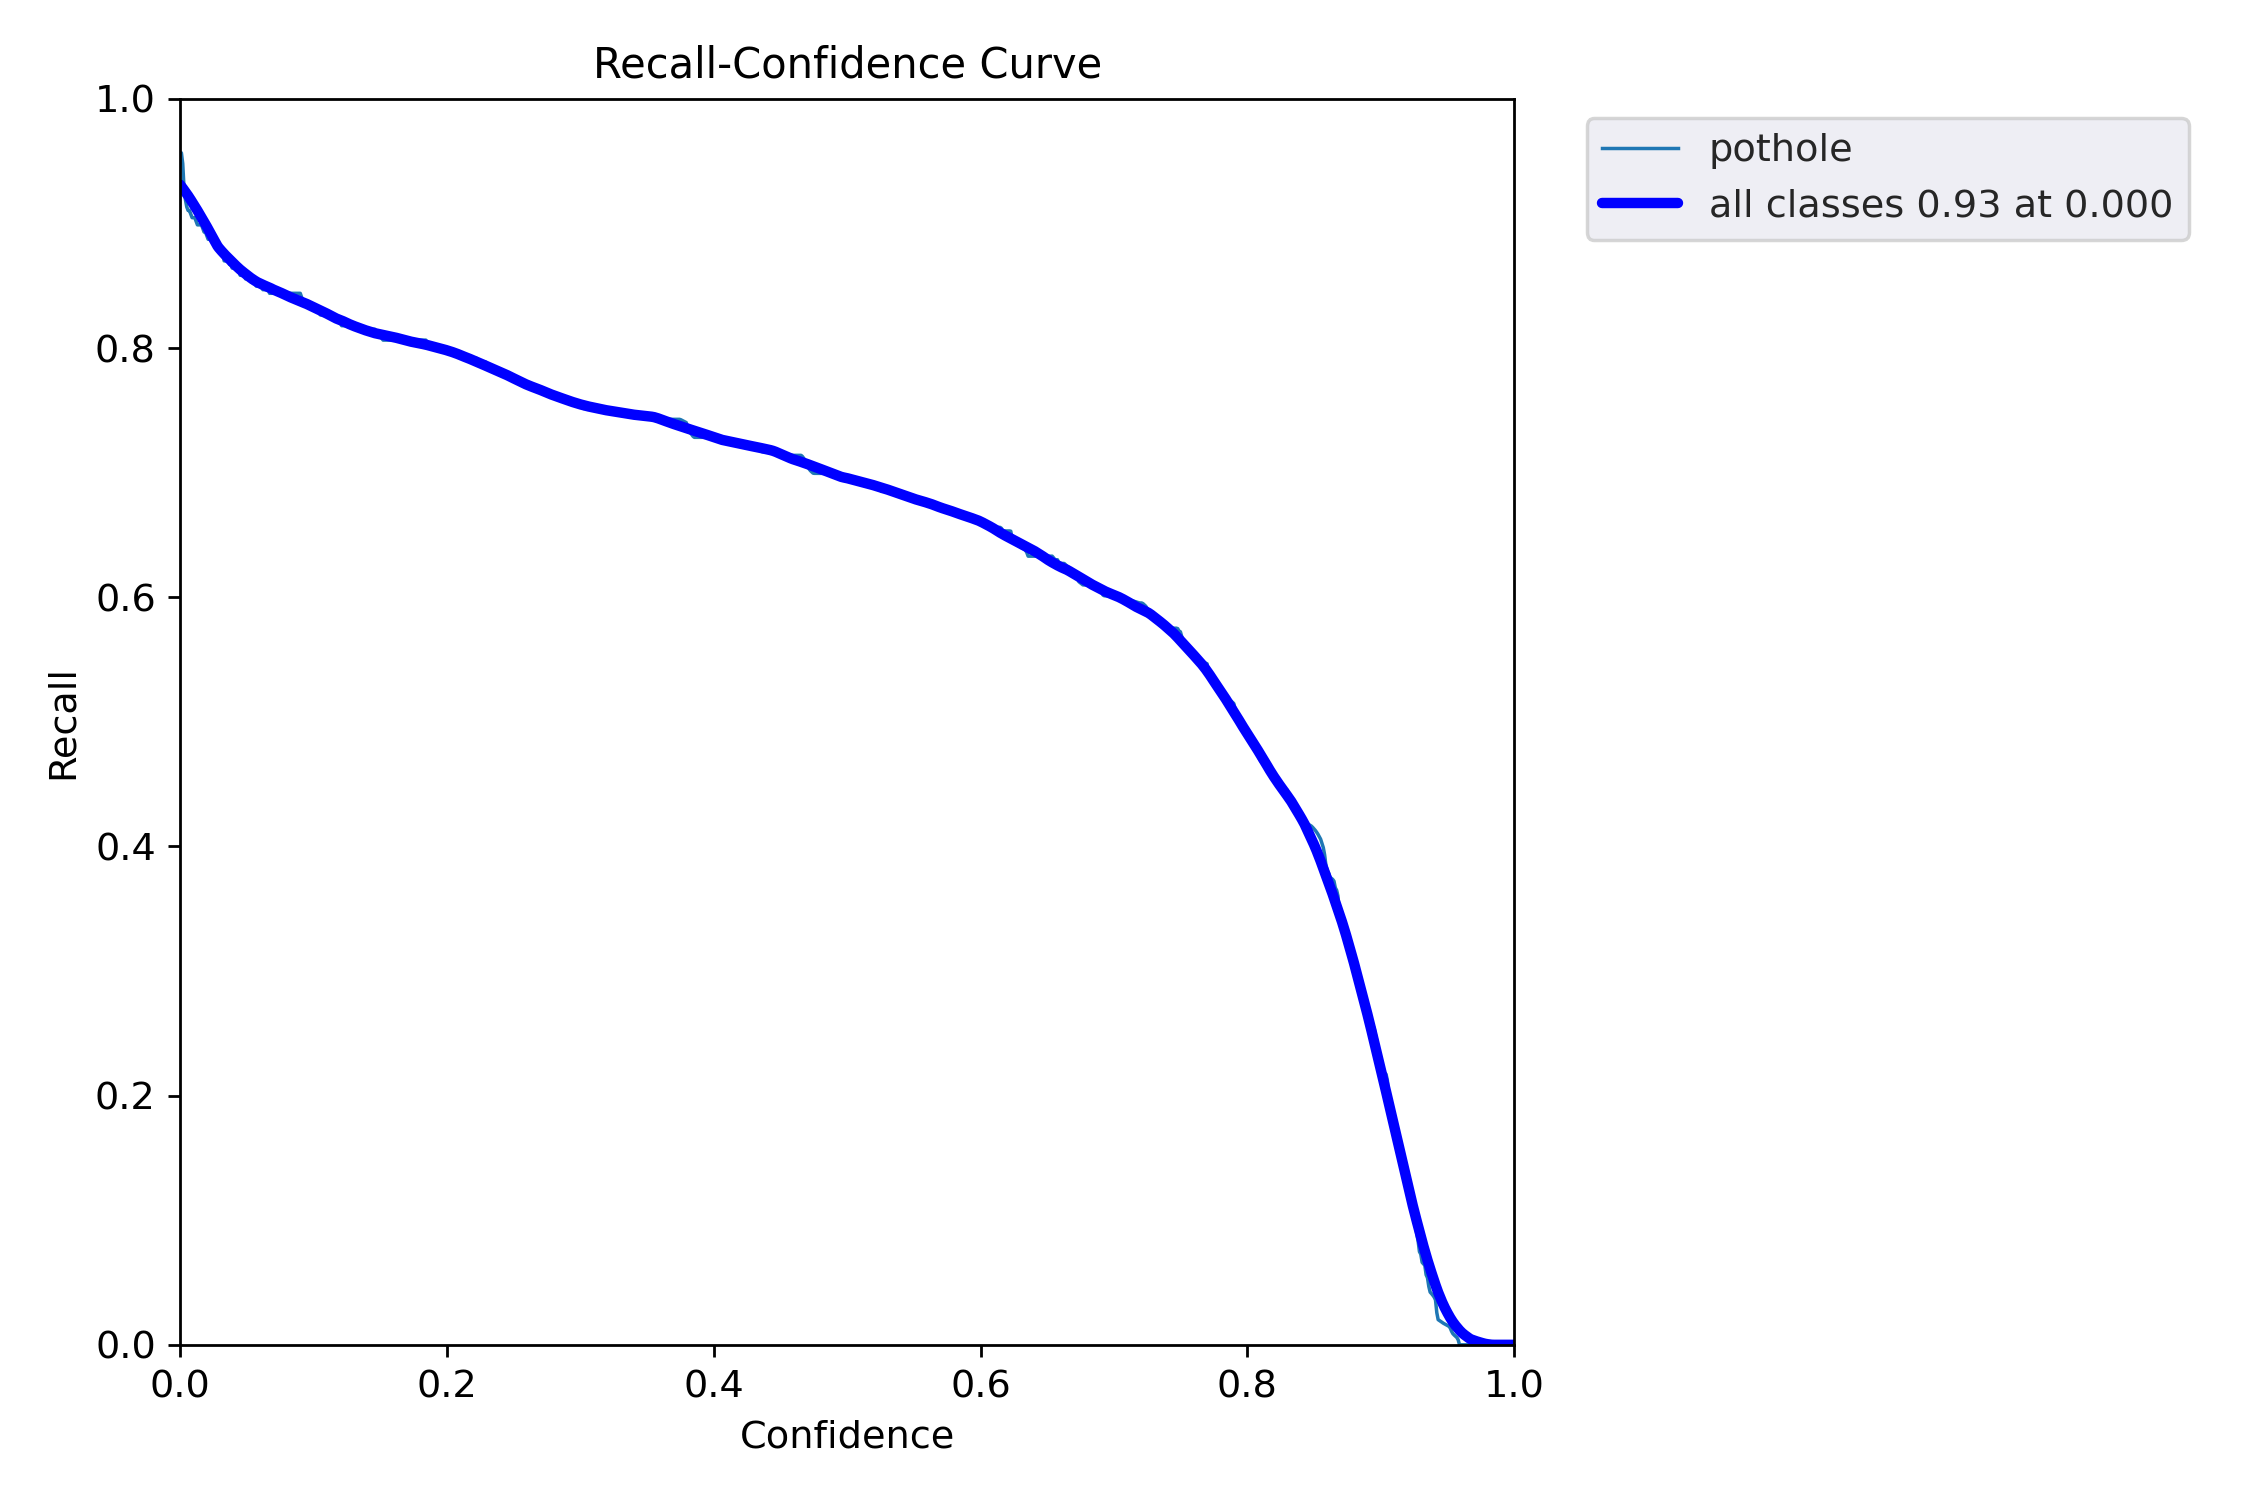 Recall-Confidence Curve
1.0
0.8
0.6
0.4
0.2
0.0
Recall
0.0 0.2 0.4 0.6 0.8 1.0
Confidence
pothole
all classes 0.93 at 0.000